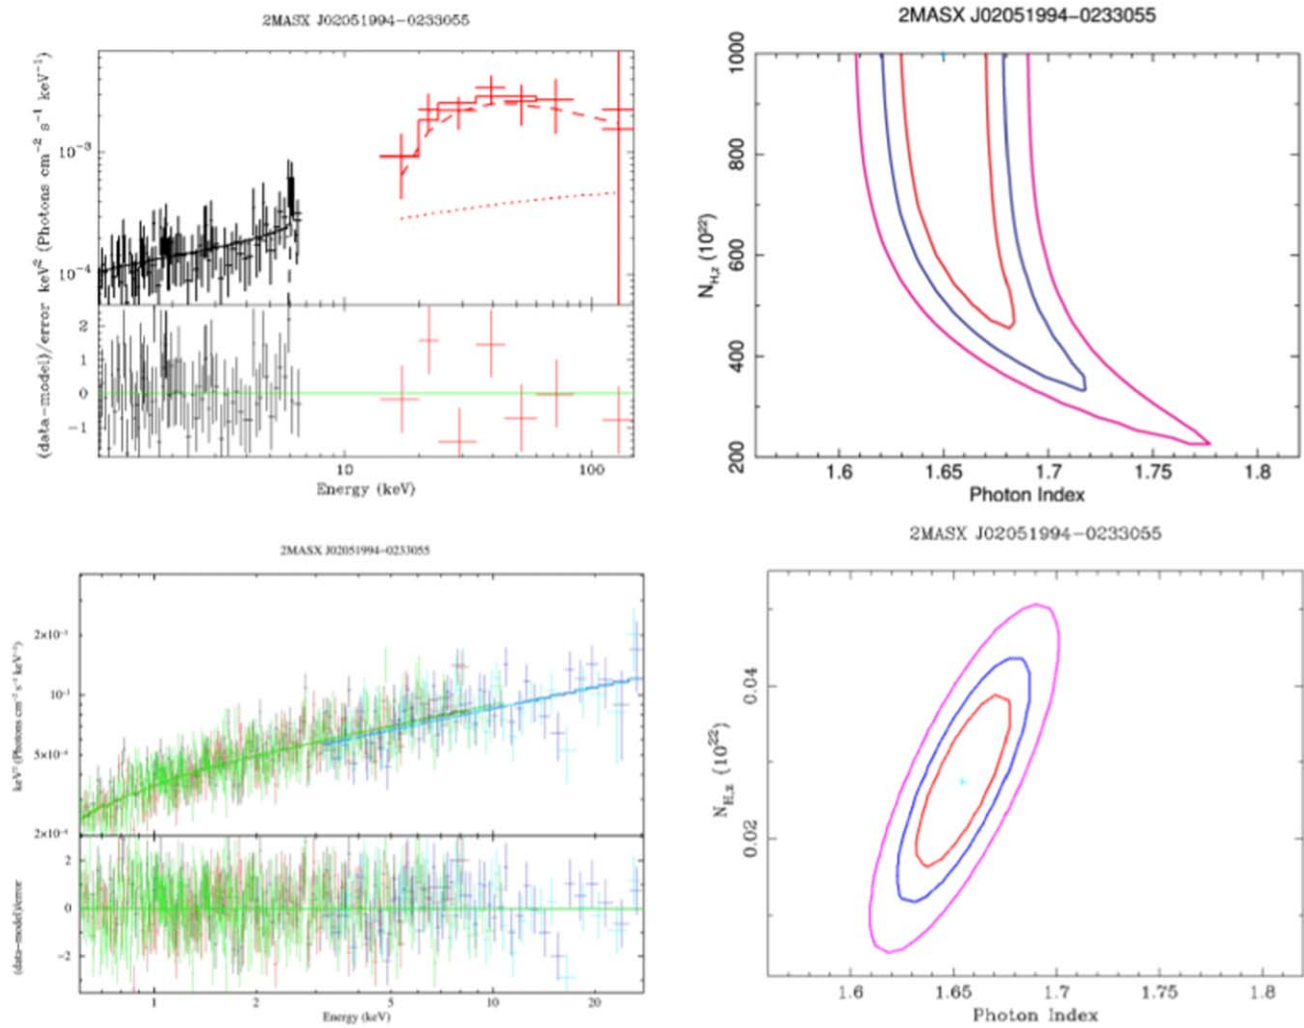 2MASX J02051994−0233055
keV² (Photons cm⁻² s⁻¹ keV⁻¹)
10⁻³
10⁻⁴
(data−model)/error
2
1
0
−1
10
100
Energy (keV)
2MASX J02051994−0233055
N_H,z (10²²)
1000
800
600
400
200
1.6
1.65
1.7
1.75
1.8
Photon Index
2MASX J02051994−0233055
keV² (Photons cm⁻² s⁻¹ keV⁻¹)
2×10⁻³
10⁻³
5×10⁻⁴
2×10⁻⁴
(data−model)/error
2
0
−2
1
2
5
10
20
Energy (keV)
2MASX J02051994−0233055
N_H,z (10²²)
0.04
0.02
1.6
1.65
1.7
1.75
1.8
Photon Index